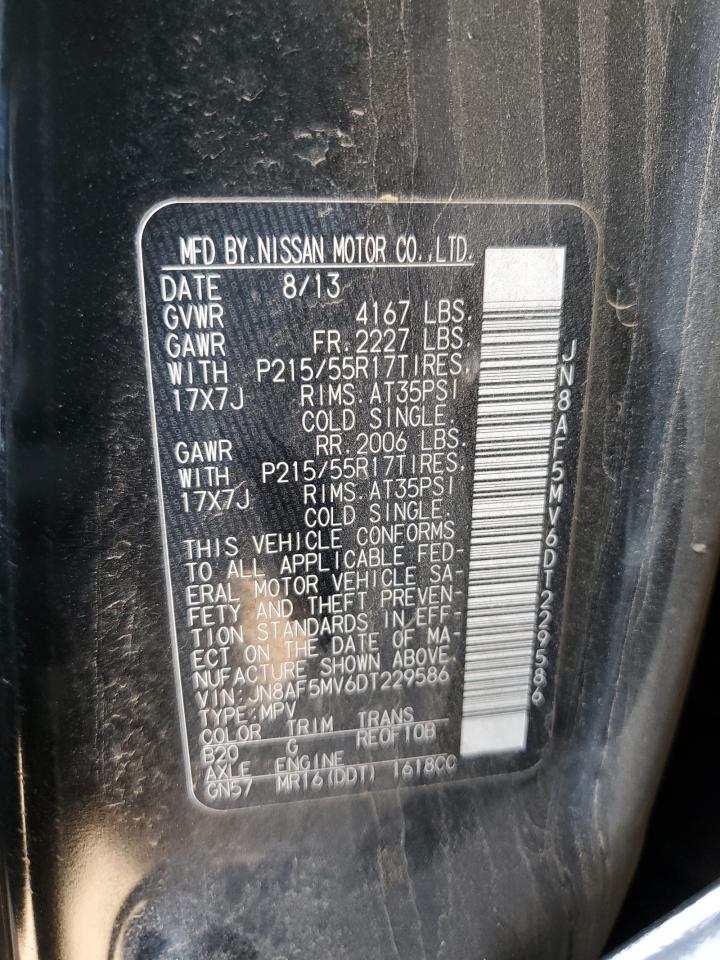 MFD BY.NISSAN MOTOR CO.,LTD.
DATE 8/13
GVWR 4167 LBS.
GAWR FR.2227 LBS.
WITH P215/55R17TIRES.
17X7J RIMS AT35PSI
COLD SINGLE.
GAWR RR.2006 LBS.
WITH P215/55R17TIRES.
17X7J RIMS AT35PSI
COLD SINGLE.
THIS VEHICLE CONFORMS
TO ALL APPLICABLE FED-
ERAL MOTOR VEHICLE SA-
FETY AND THEFT PREVEN-
TION STANDARDS IN EFF-
ECT ON THE DATE OF MA-
NUFACTURE SHOWN ABOVE.
VIN:JN8AF5MV6DT229586
TYPE:MPV
COLOR TRIM TRANS
B20 G RE0F10B
AXLE ENGINE
GN57 MR16(DDT) 1618CC
JN8AF5MV6DT229586